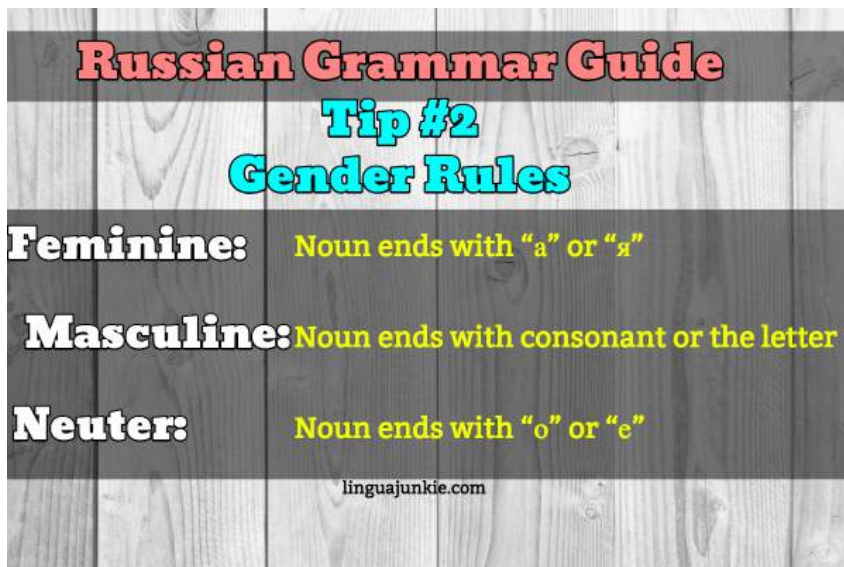 Russian Grammar Guide
Tip #2
Gender Rules
Feminine: Noun ends with “а” or “я”
Masculine: Noun ends with consonant or the letter
Neuter: Noun ends with “о” or “е”
linguajunkie.com